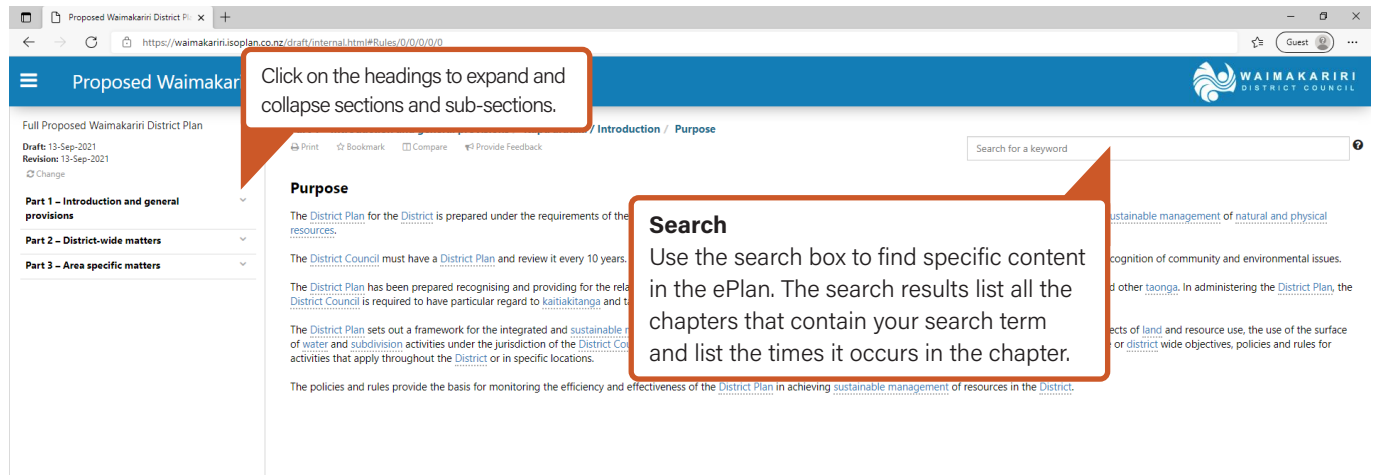 Proposed Waimakariri District Pl
https://waimakariri.isoplan.co.nz/draft/internal.html#Rules/0/0/0/0/0
Guest
Proposed Waimakar
WAIMAKARIRI
DISTRICT COUNCIL
Click on the headings to expand and
collapse sections and sub-sections.
Full Proposed Waimakariri District Plan
Draft: 13-Sep-2021
Revision: 13-Sep-2021
Change
Part 1 – Introduction and general
provisions
Part 2 – District-wide matters
Part 3 – Area specific matters
/ Introduction / Purpose
Print Bookmark Compare Provide Feedback
Search for a keyword
Purpose
The District Plan for the District is prepared under the requirements of the
ustainable management of natural and physical
resources.
The District Council must have a District Plan and review it every 10 years.
cognition of community and environmental issues.
The District Plan has been prepared recognising and providing for the rela
d other taonga. In administering the District Plan, the
District Council is required to have particular regard to kaitiakitanga and ta
The District Plan sets out a framework for the integrated and sustainable
ects of land and resource use, the use of the surface
of water and subdivision activities under the jurisdiction of the District Cou
or district wide objectives, policies and rules for
activities that apply throughout the District or in specific locations.
The policies and rules provide the basis for monitoring the efficiency and effectiveness of the District Plan in achieving sustainable management of resources in the District.
Search
Use the search box to find specific content
in the ePlan. The search results list all the
chapters that contain your search term
and list the times it occurs in the chapter.